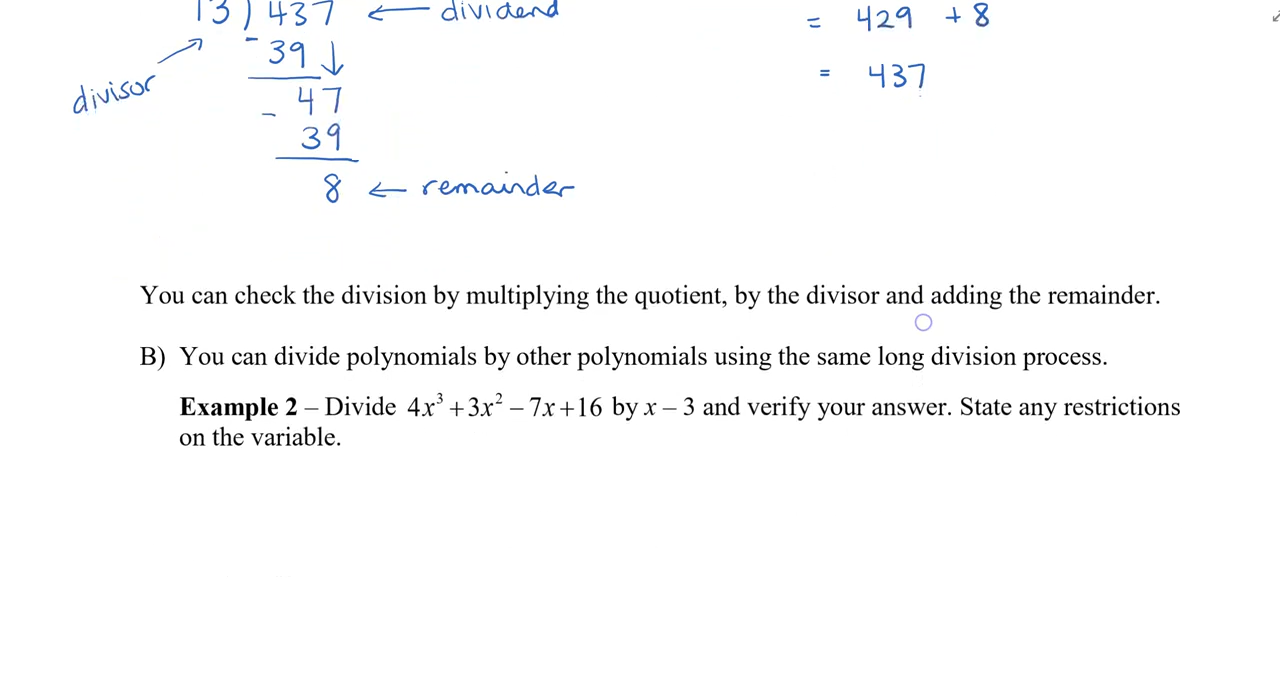 13 ) 437 ← dividend
= 429 + 8
- 39 ↓
= 437
divisor
- 47
39
8 ← remainder
You can check the division by multiplying the quotient, by the divisor and adding the remainder.
B) You can divide polynomials by other polynomials using the same long division process.
Example 2 – Divide 4x³ + 3x² − 7x + 16 by x − 3 and verify your answer. State any restrictions
on the variable.